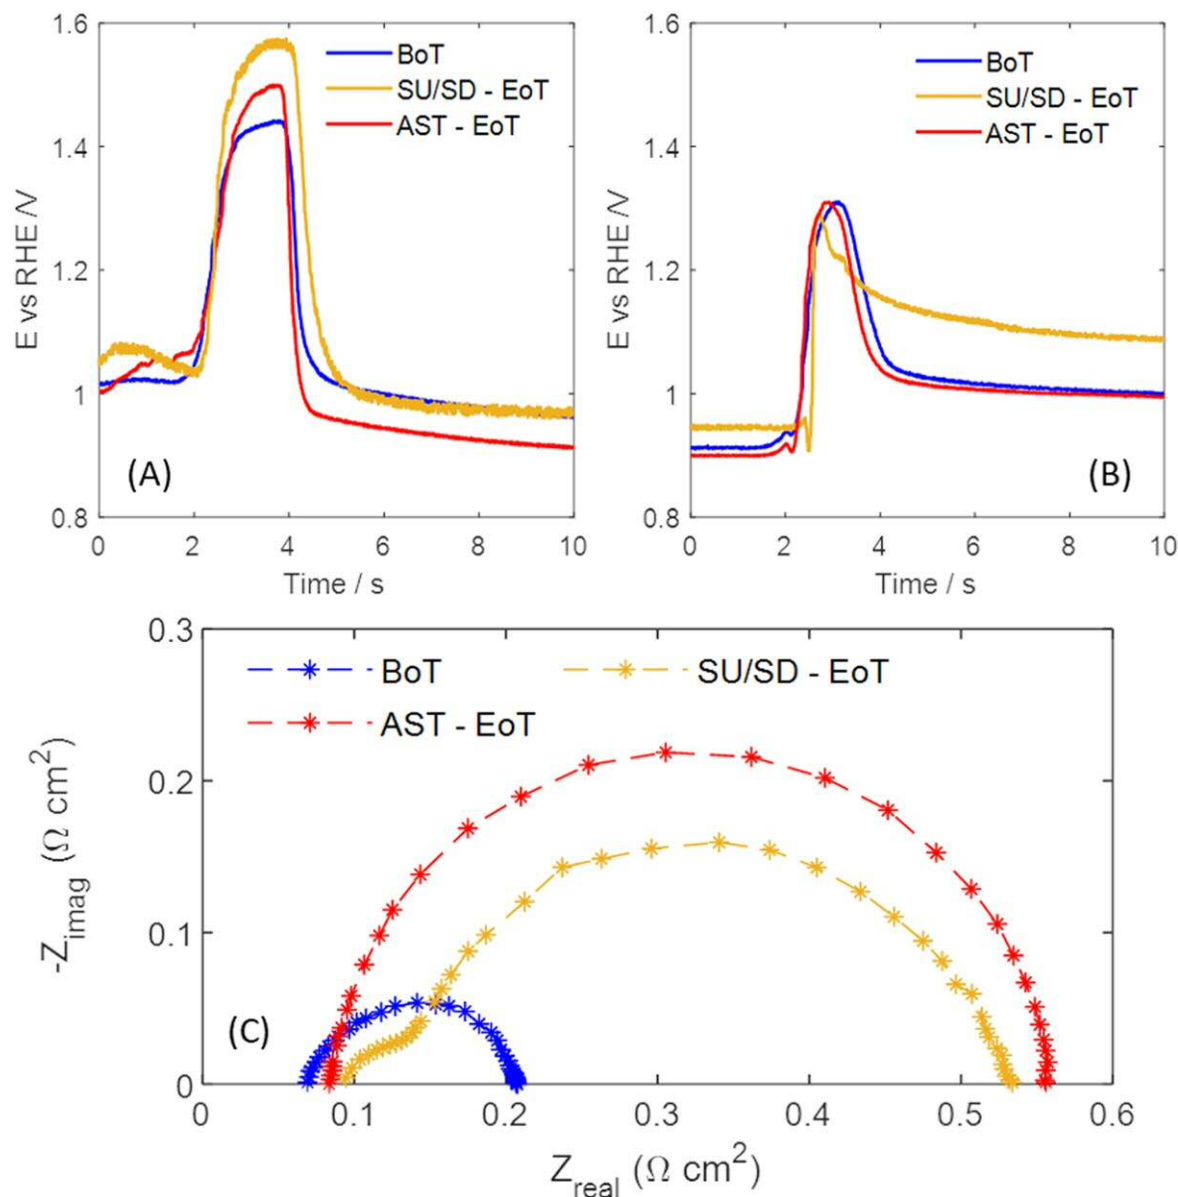 1.6
1.4
1.2
1
0.8
E vs RHE /V
BoT
SU/SD - EoT
AST - EoT
(A)
0 2 4 6 8 10
Time / s
1.6
1.4
1.2
1
0.8
E vs RHE /V
BoT
SU/SD - EoT
AST - EoT
(B)
0 2 4 6 8 10
Time / s
0.3
0.2
0.1
0
-Z_imag (Ω cm²)
BoT SU/SD - EoT
AST - EoT
(C)
0 0.1 0.2 0.3 0.4 0.5 0.6
Z_real (Ω cm²)